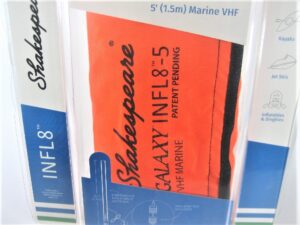 5' (1.5m) Marine VHF
Shakespeare®
INFL8™
Shakespeare®
GALAXY INFL8-5
PATENT PENDING
VHF MARINE
Kayaks
Jet Skis
Inflatables
& Dinghies